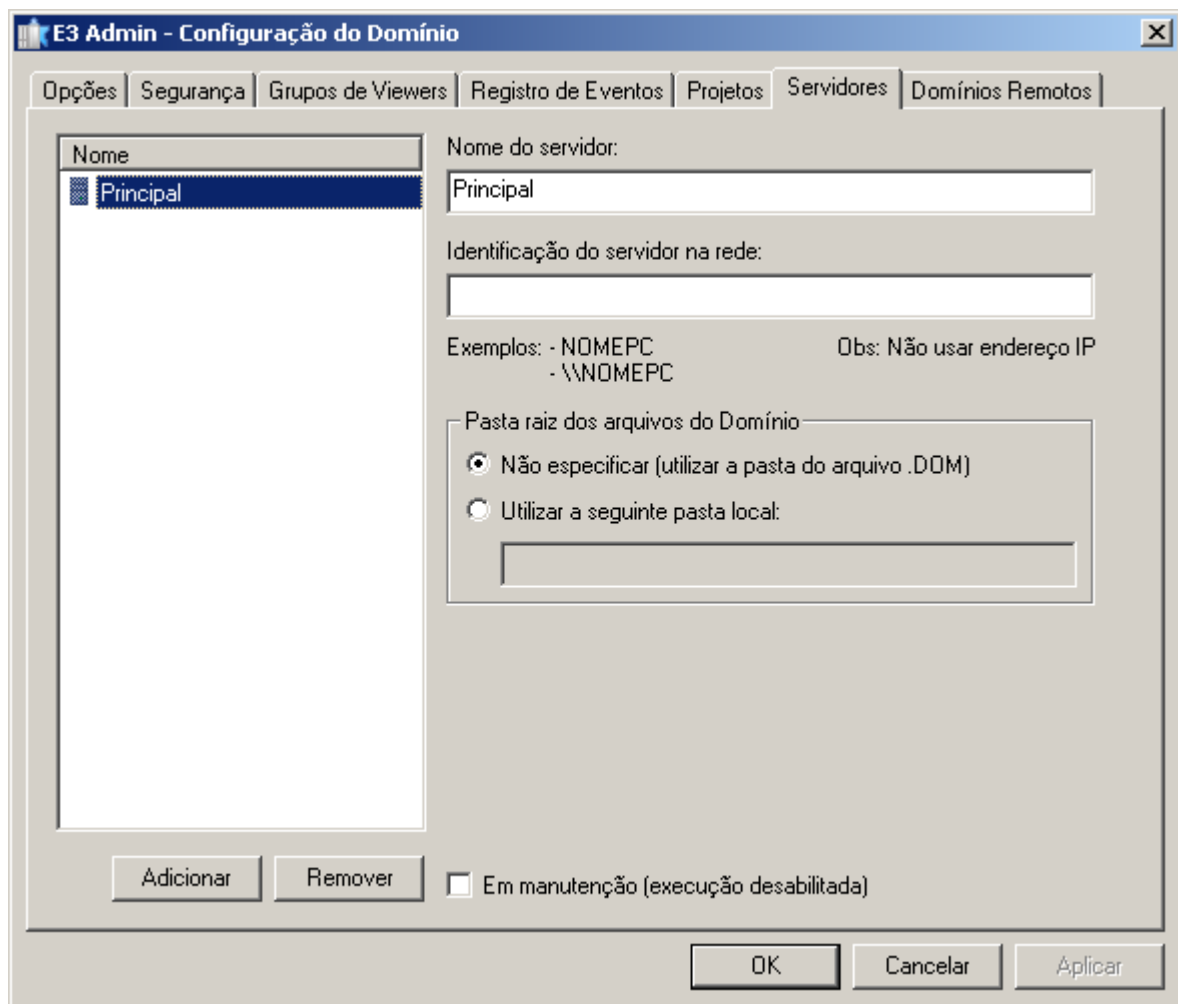 E3 Admin - Configuração do Domínio
Opções Segurança Grupos de Viewers Registro de Eventos Projetos Servidores Domínios Remotos
Nome
Principal
Nome do servidor:
Principal
Identificação do servidor na rede:
Exemplos: - NOMEPC Obs: Não usar endereço IP
- \\NOMEPC
Pasta raiz dos arquivos do Domínio
Não especificar (utilizar a pasta do arquivo .DOM)
Utilizar a seguinte pasta local:
Adicionar Remover
Em manutenção (execução desabilitada)
OK Cancelar Aplicar